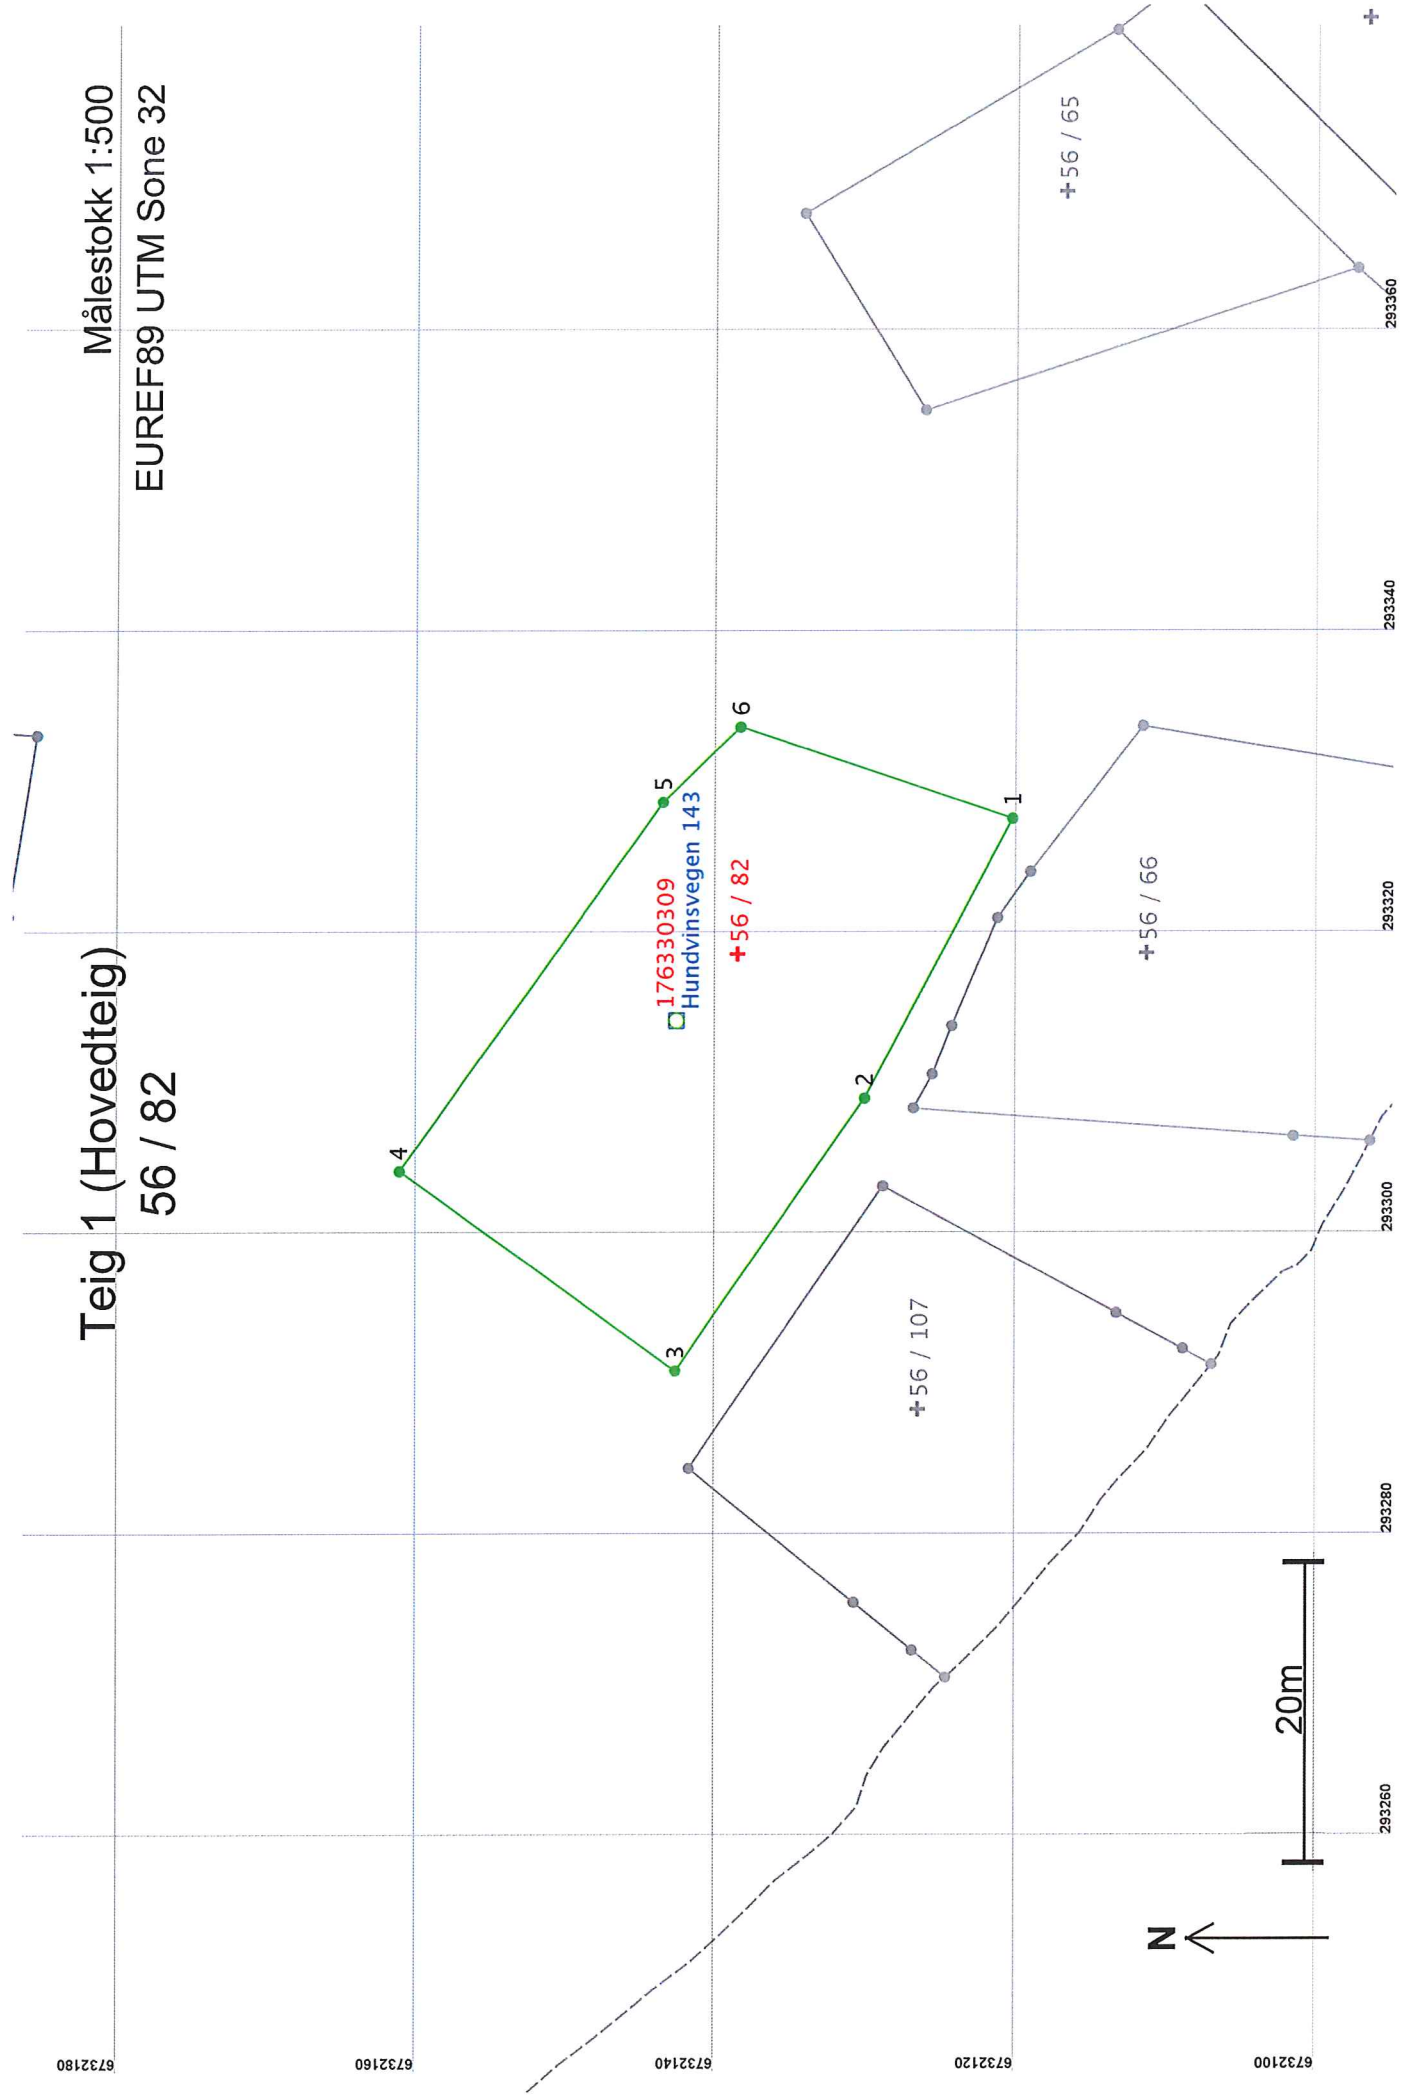 Teig 1 (Hovedteig)
56 / 82
Målestokk 1:500
EUREF89 UTM Sone 32
4
5
6
3
2
1
176330309
Hundvinsvegen 143
+56 / 82
+56 / 65
+56 / 66
+56 / 107
20m
N
6732180
6732160
6732140
6732120
6732100
293260
293280
293300
293320
293340
293360